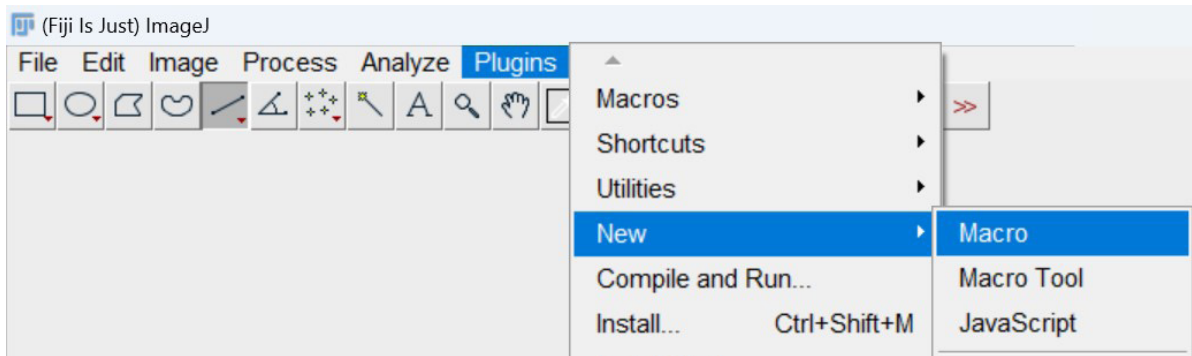 (Fiji Is Just) ImageJ
File Edit Image Process Analyze Plugins
A
Macros
>>
Shortcuts
Utilities
New
Macro
Compile and Run...
Macro Tool
Install... Ctrl+Shift+M
JavaScript